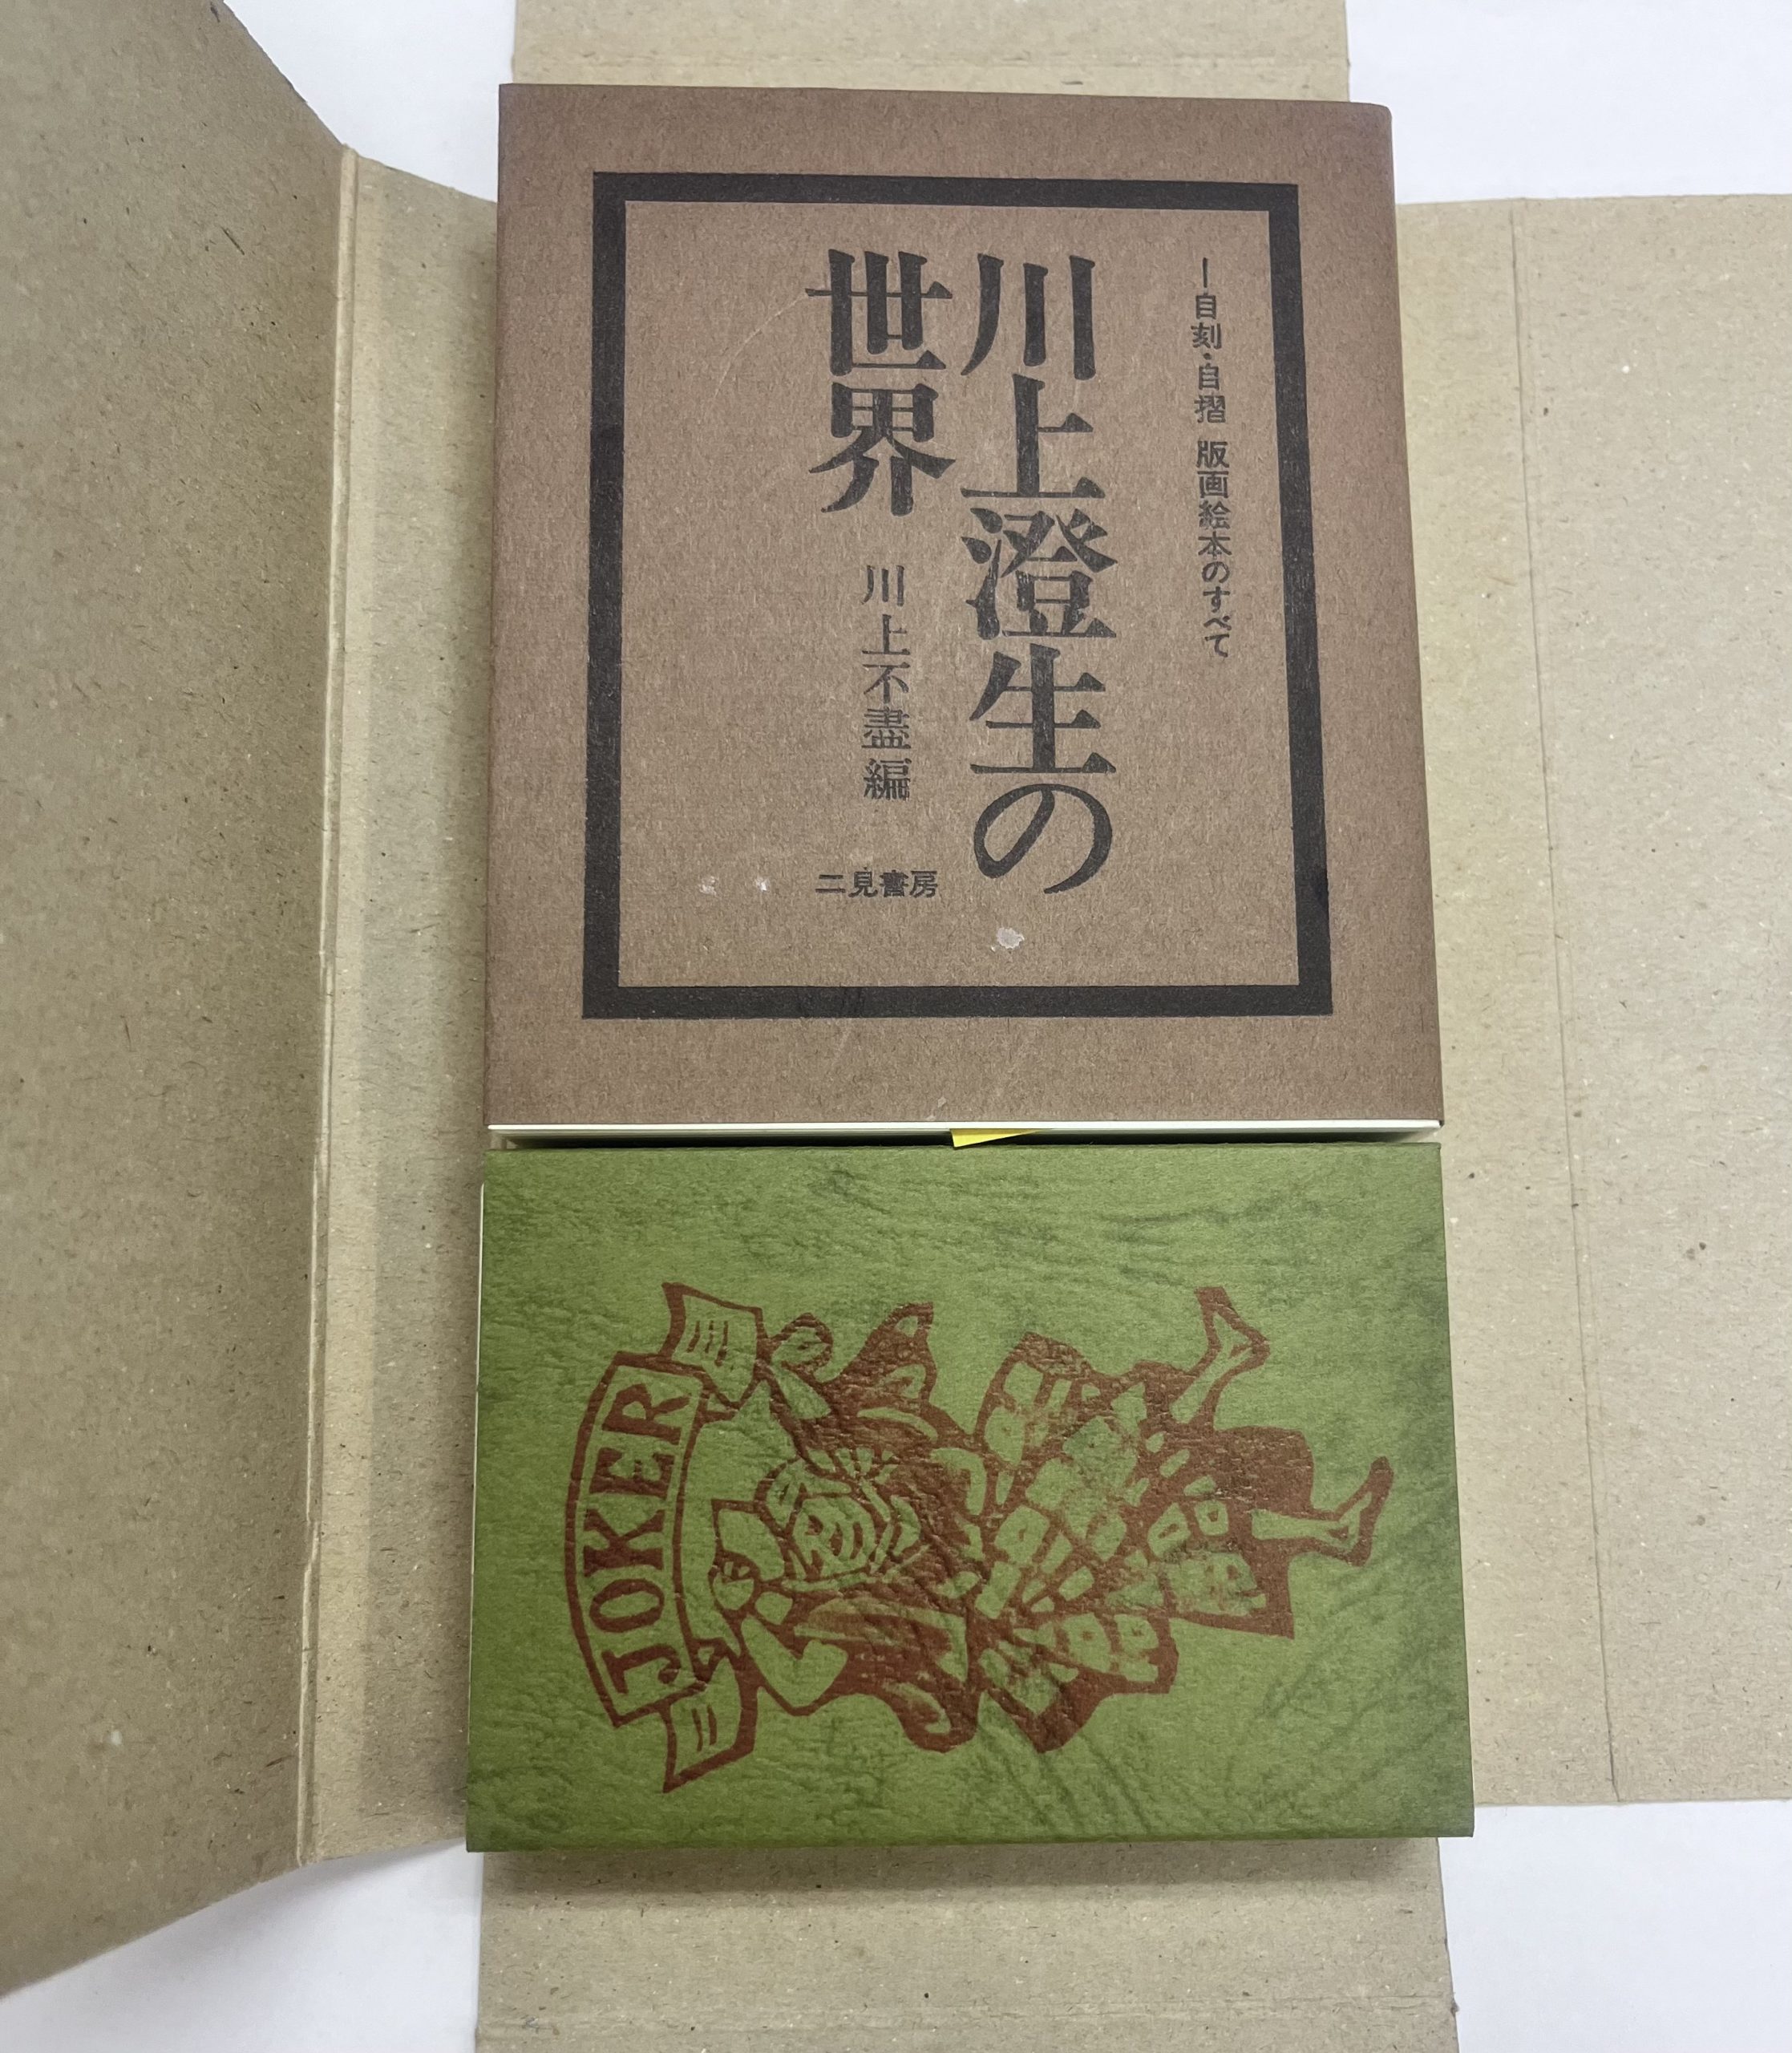 ―自刻・自摺 版画絵本のすべて
川上澄生の
世界
川上不盡編
二見書房
JOKER